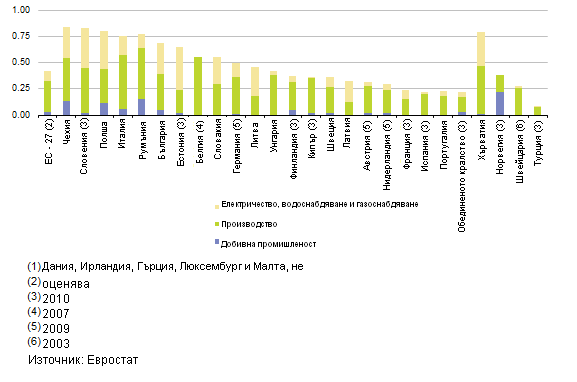 1.00
0.75
0.50
0.25
0.00
ЕС - 27 (2)
Чехия
Словения (3)
Полша
Италия
Румъния
България
Естония (3)
Белгия (4)
Словакия
Германия (5)
Литва
Унгария
Финландия (3)
Кипър (3)
Швеция
Латвия
Австрия (5)
Нидерландия (5)
Франция (3)
Испания (3)
Португалия
Обединеното кралство (3)
Хърватия
Норвегия (3)
Швейцария (6)
Турция (3)
Електричество, водоснабдяване и газоснабдяване
Производство
Добивна промишленост
(1) Дания, Ирландия, Гърция, Люксембург и Малта, не
(2) оценява
(3) 2010
(4) 2007
(5) 2009
(6) 2003
Източник: Евростат